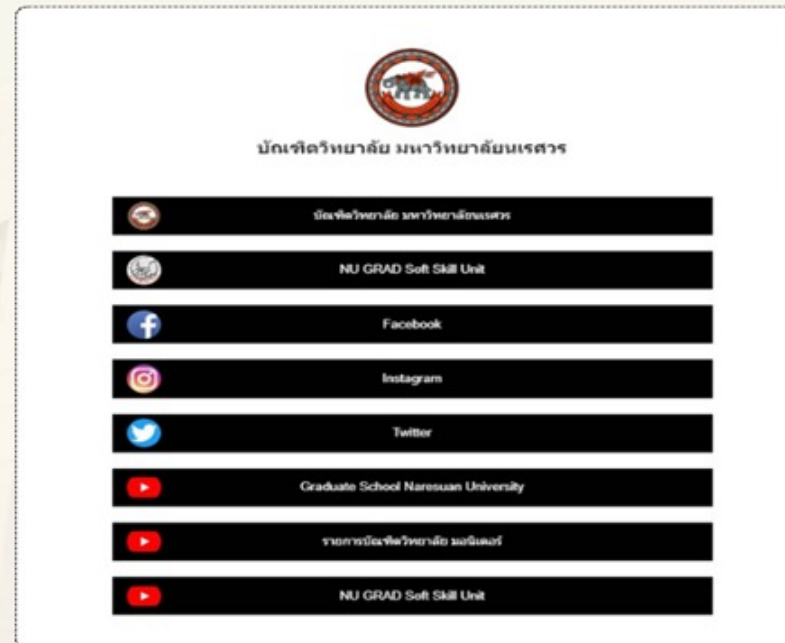 บัณฑิตวิทยาลัย มหาวิทยาลัยนเรศวร
บัณฑิตวิทยาลัย มหาวิทยาลัยนเรศวร
NU GRAD Soft Skill Unit
Facebook
Instagram
Twitter
Graduate School Naresuan University
รายการบัณฑิตวิทยาลัย มอนิเตอร์
NU GRAD Soft Skill Unit